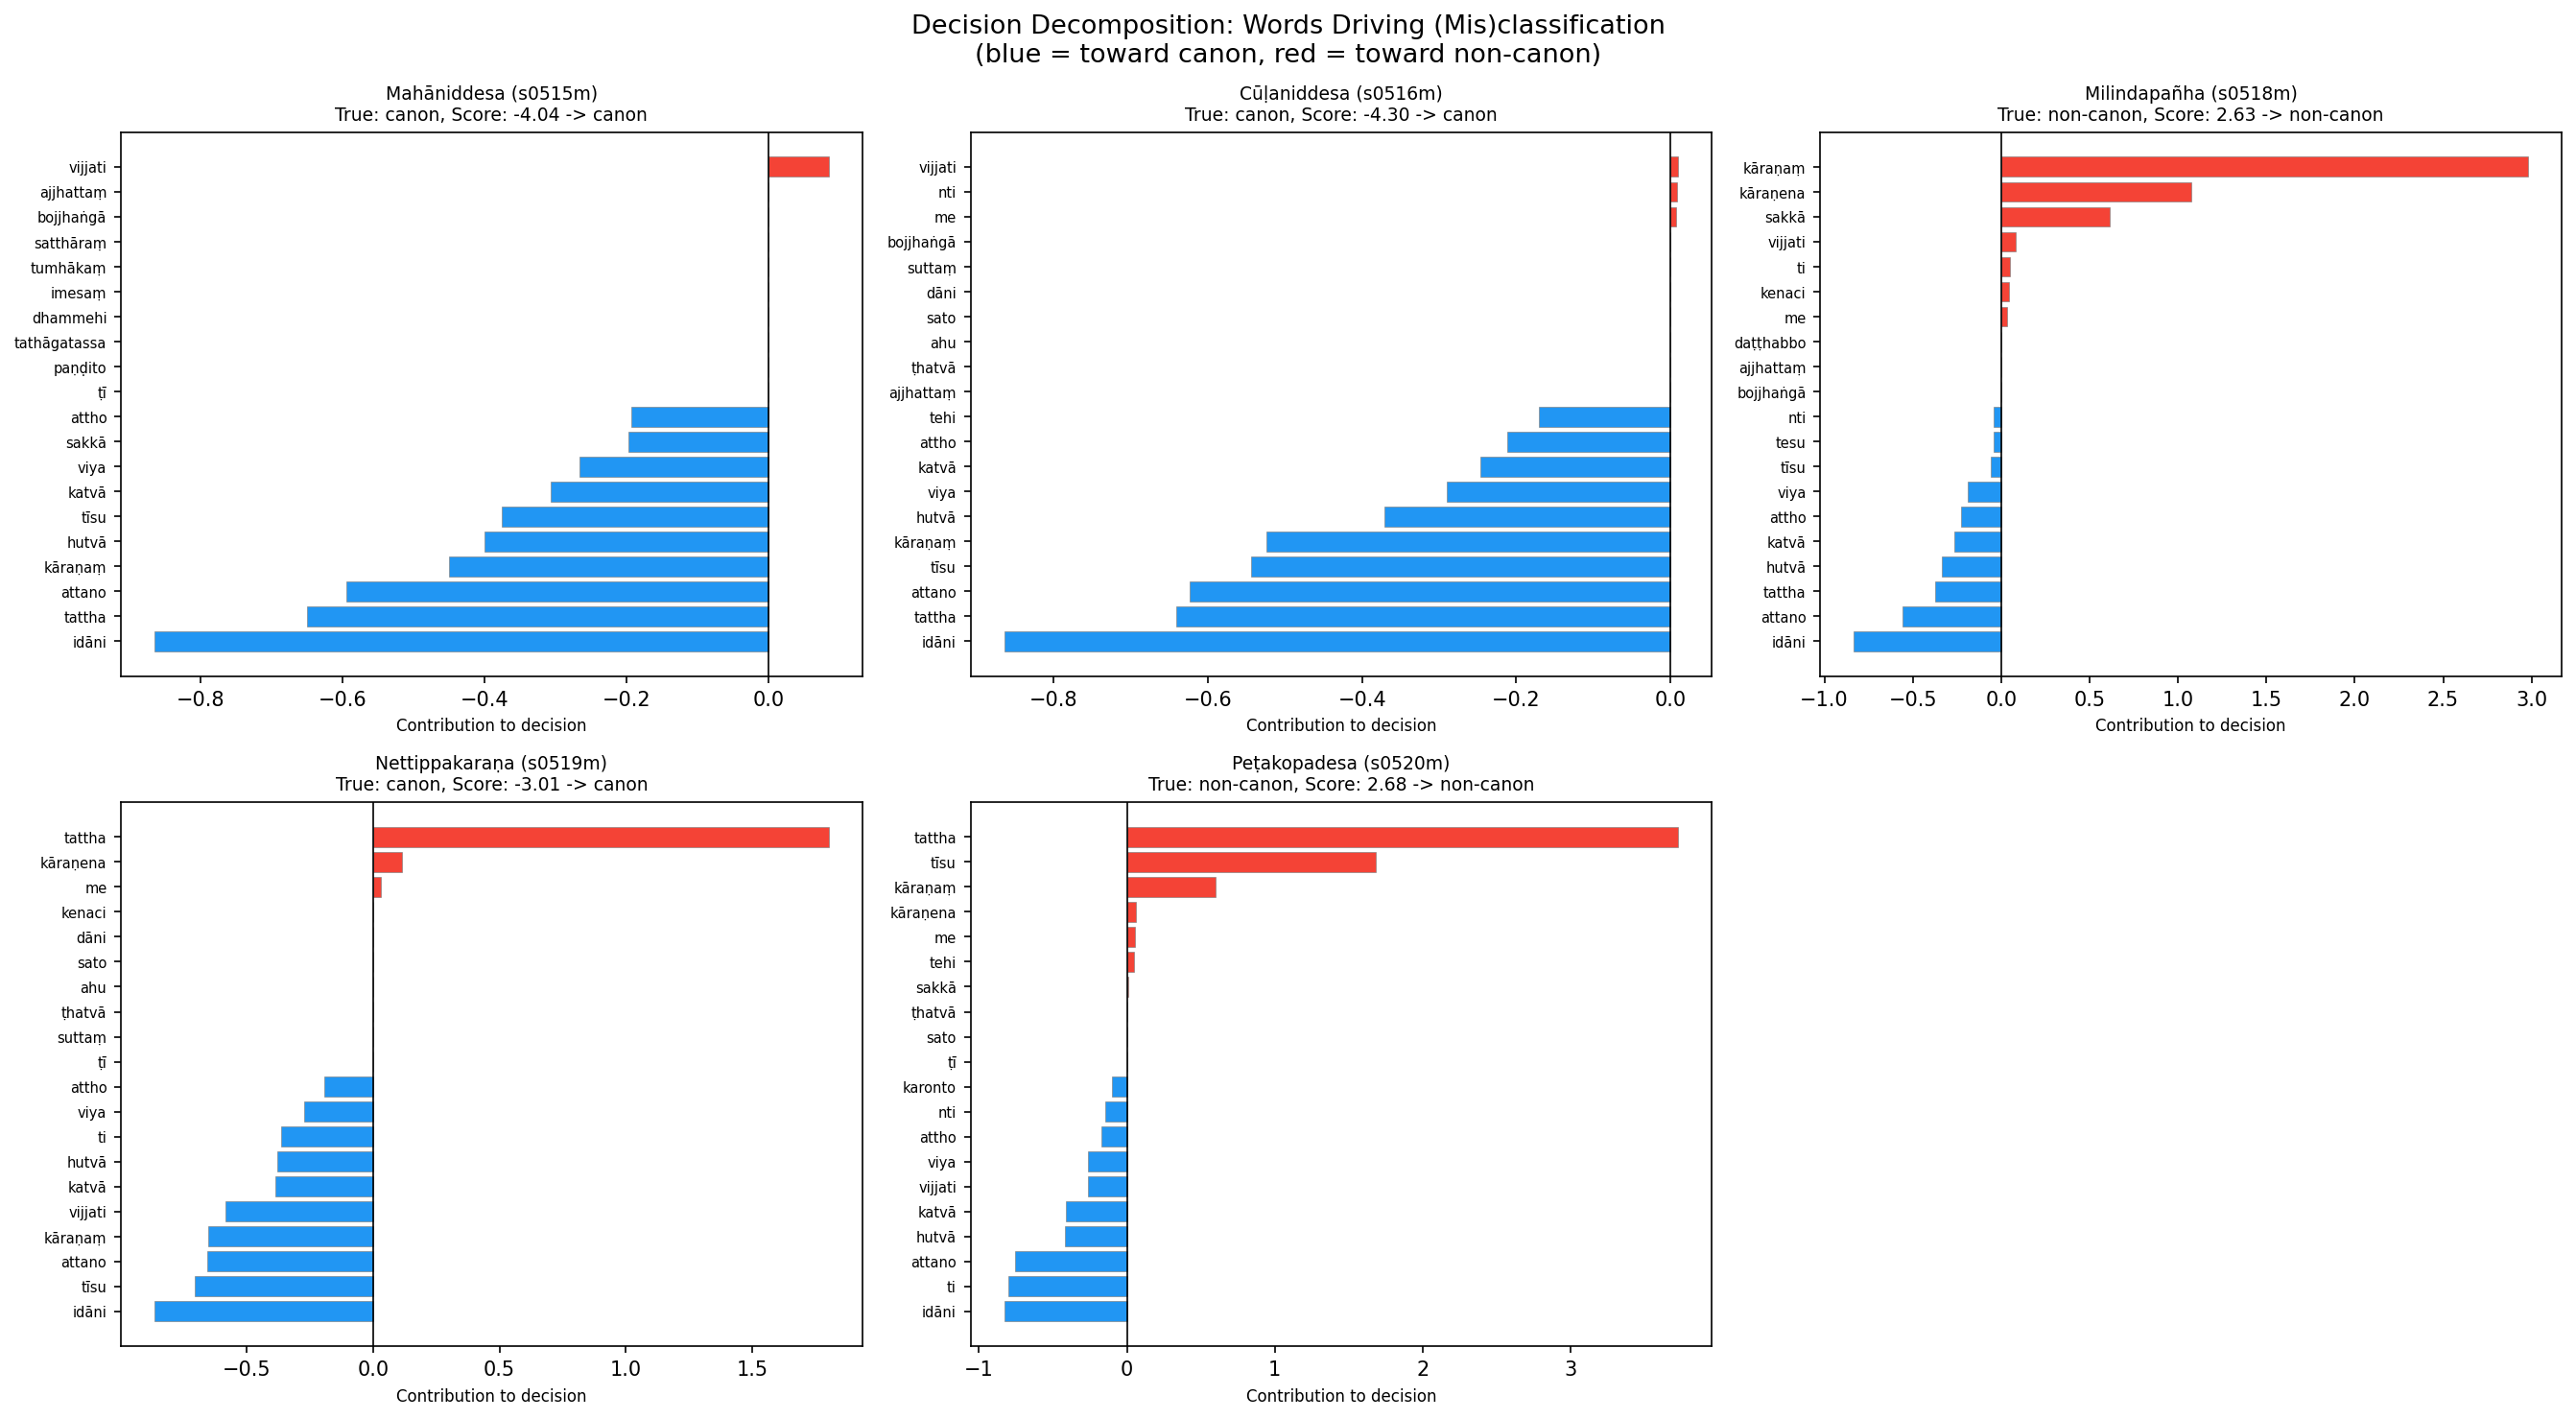 Decision Decomposition: Words Driving (Mis)classification
(blue = toward canon, red = toward non-canon)
Mahāniddesa (s0515m)
True: canon, Score: -4.04 -> canon
vijjati
ajjhattaṃ
bojjhaṅgā
satthāraṃ
tumhākaṃ
imesaṃ
dhammehi
tathāgatassa
paṇḍito
ṭī
attho
sakkā
viya
katvā
tīsu
hutvā
kāraṇaṃ
attano
tattha
idāni
−0.8 −0.6 −0.4 −0.2 0.0
Contribution to decision
Cūḷaniddesa (s0516m)
True: canon, Score: -4.30 -> canon
vijjati
nti
me
bojjhaṅgā
suttaṃ
dāni
sato
ahu
ṭhatvā
ajjhattaṃ
tehi
attho
katvā
viya
hutvā
kāraṇaṃ
tīsu
attano
tattha
idāni
−0.8 −0.6 −0.4 −0.2 0.0
Contribution to decision
Milindapañha (s0518m)
True: non-canon, Score: 2.63 -> non-canon
kāraṇaṃ
kāraṇena
sakkā
vijjati
ti
kenaci
me
daṭṭhabbo
ajjhattaṃ
bojjhaṅgā
nti
tesu
tīsu
viya
attho
katvā
hutvā
tattha
attano
idāni
−1.0 −0.5 0.0 0.5 1.0 1.5 2.0 2.5 3.0
Contribution to decision
Nettippakaraṇa (s0519m)
True: canon, Score: -3.01 -> canon
tattha
kāraṇena
me
kenaci
dāni
sato
ahu
ṭhatvā
suttaṃ
ṭī
attho
viya
ti
hutvā
katvā
vijjati
kāraṇaṃ
attano
tīsu
idāni
−0.5 0.0 0.5 1.0 1.5
Contribution to decision
Peṭakopadesa (s0520m)
True: non-canon, Score: 2.68 -> non-canon
tattha
tīsu
kāraṇaṃ
kāraṇena
me
tehi
sakkā
ṭhatvā
sato
ṭī
karonto
nti
attho
viya
vijjati
katvā
hutvā
attano
ti
idāni
−1 0 1 2 3
Contribution to decision